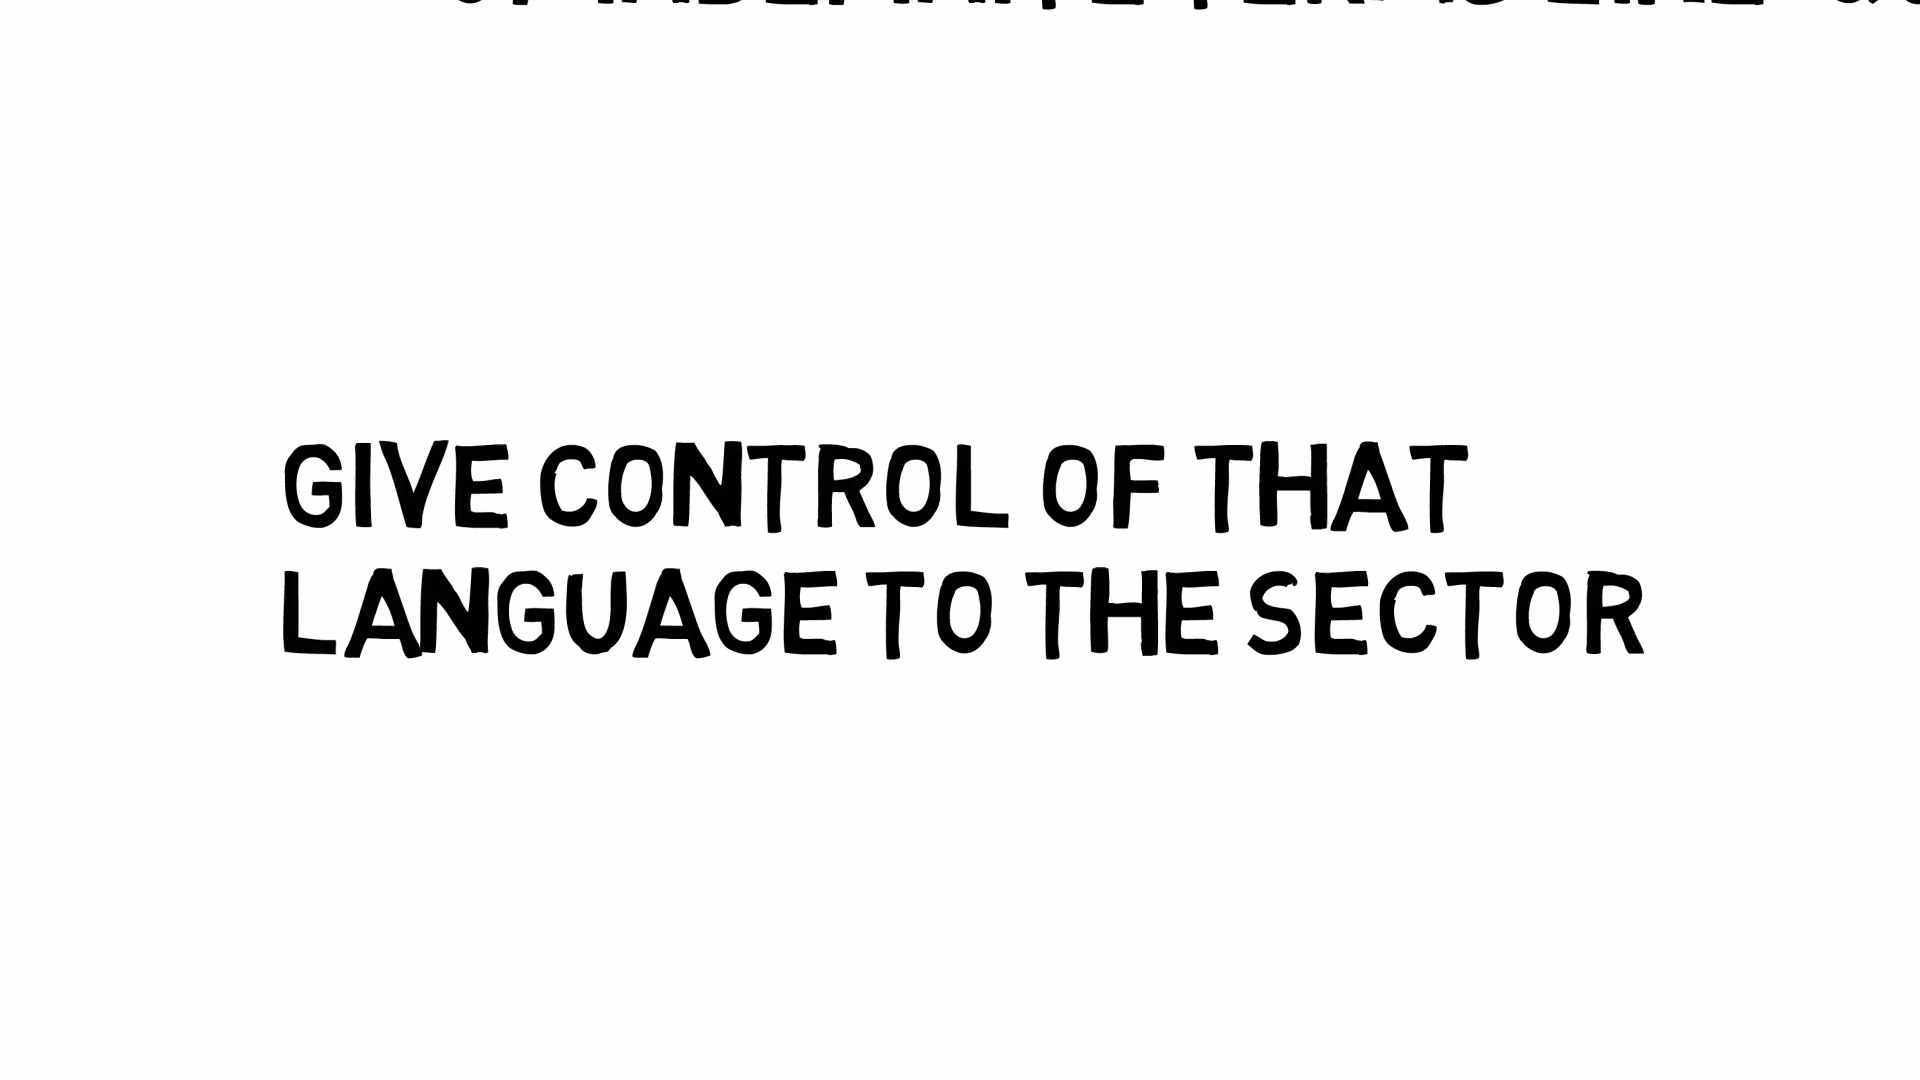 GIVE CONTROL OF THAT
LANGUAGE TO THE SECTOR